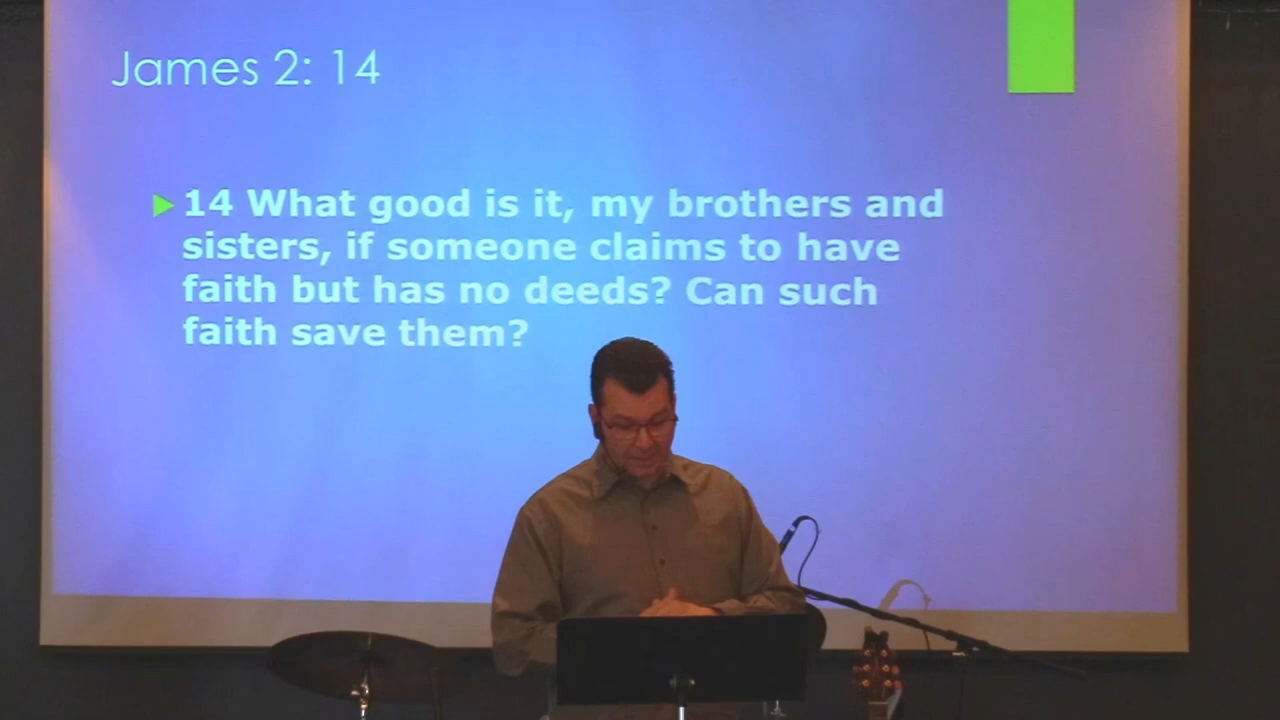 James 2: 14
14 What good is it, my brothers and
sisters, if someone claims to have
faith but has no deeds? Can such
faith save them?